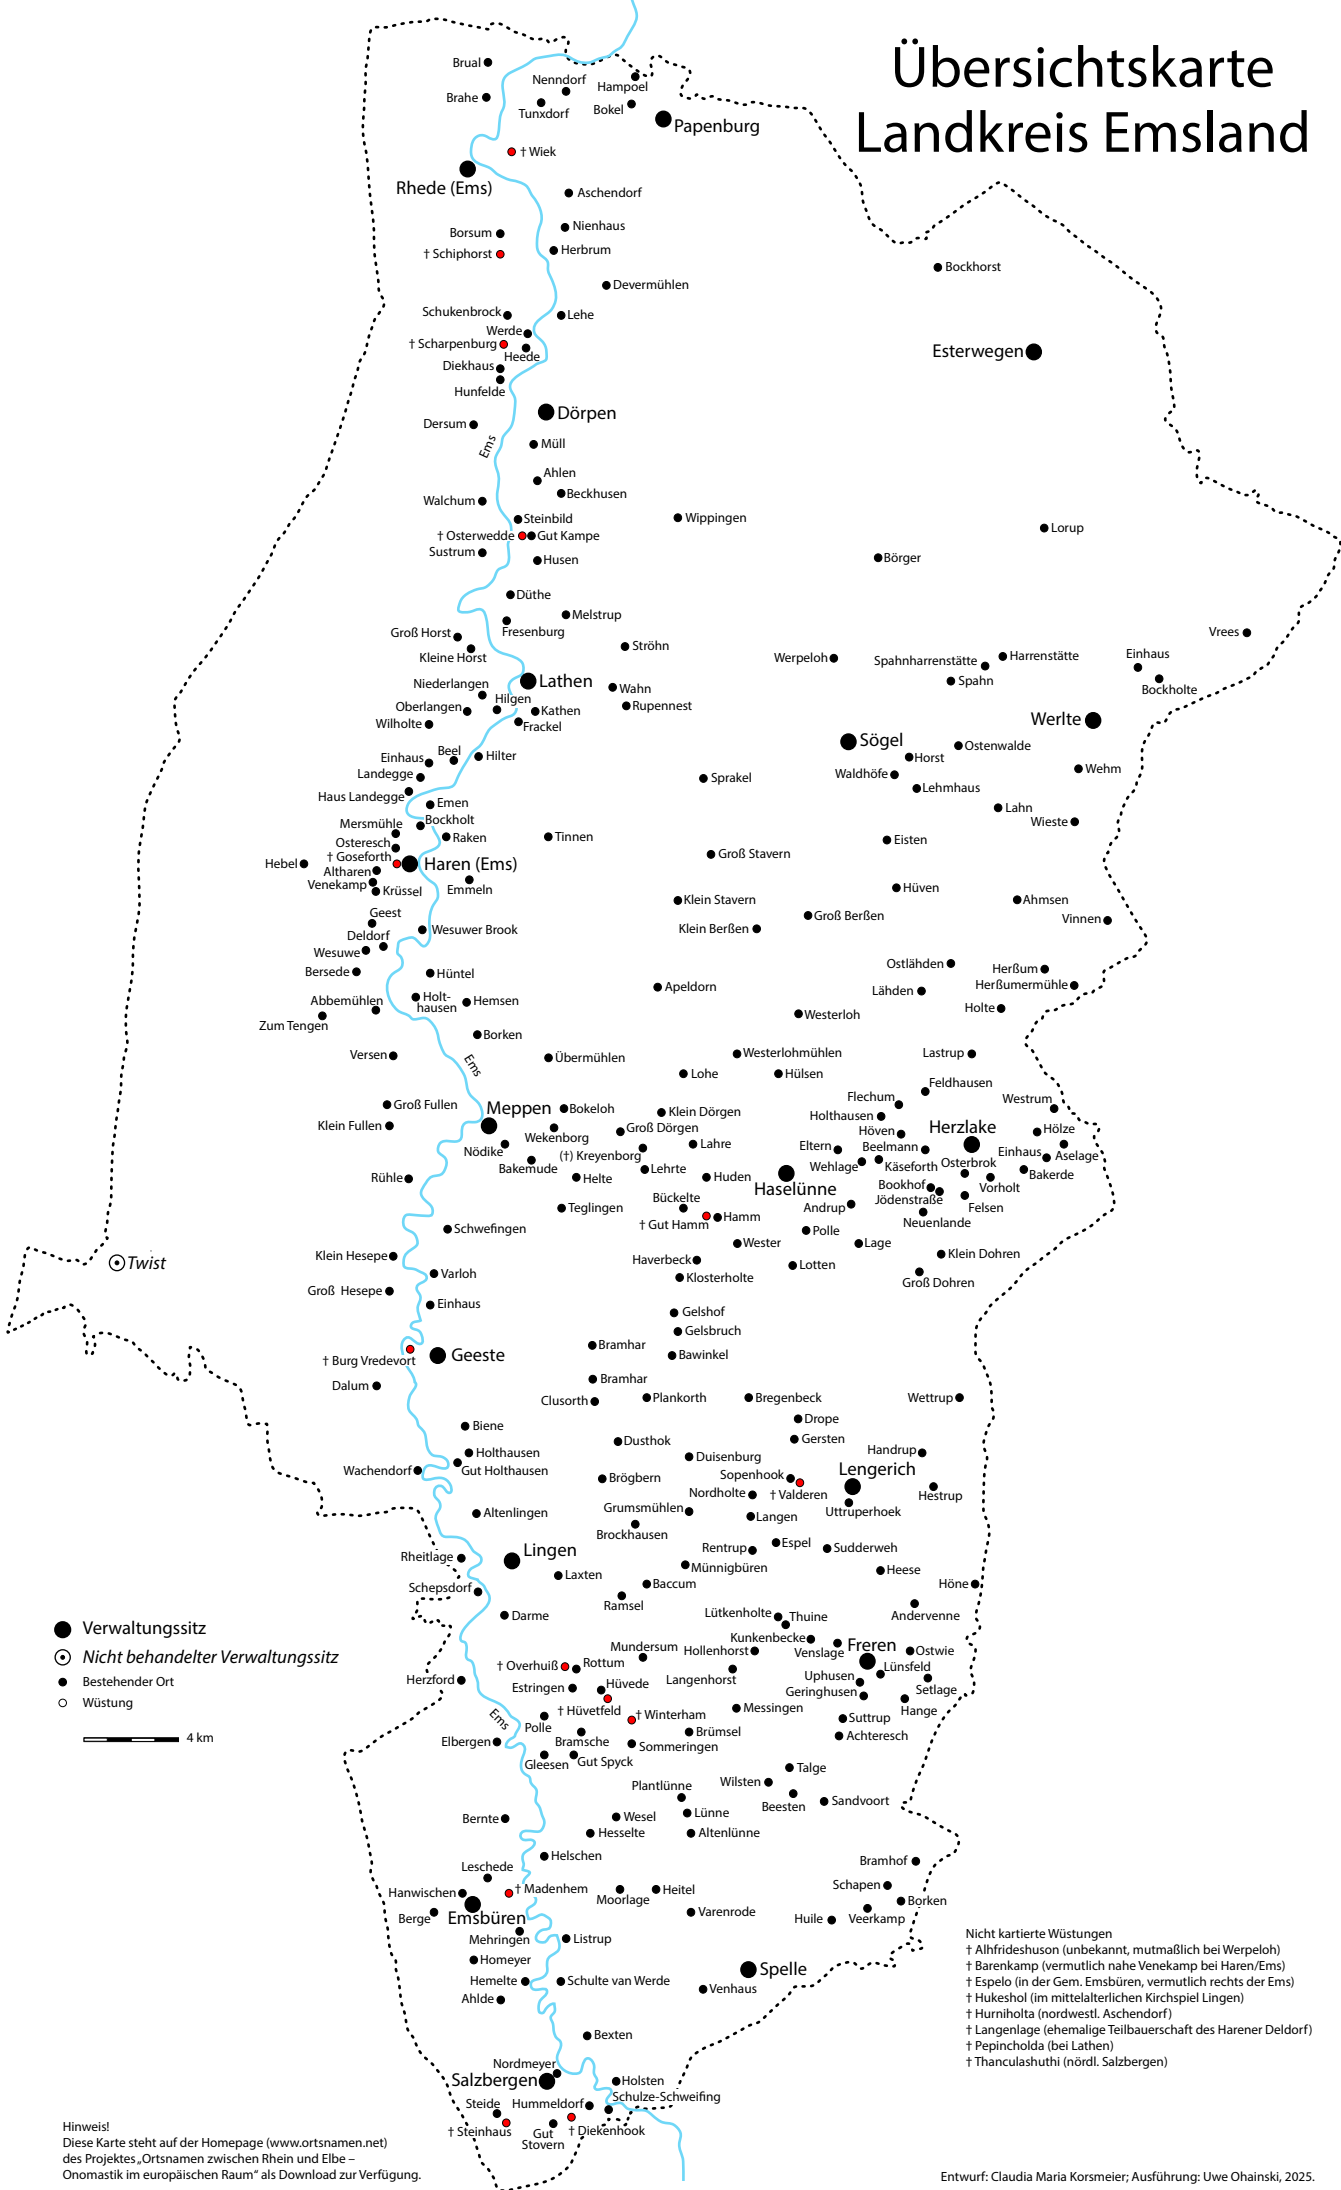 Übersichtskarte
Landkreis Emsland
Brual
Nenndorf
Hampoel
Brahe
Tunxdorf
Bokel
Papenburg
† Wiek
Rhede (Ems)
Aschendorf
Nienhaus
Borsum
Herbrum
† Schiphorst
Bockhorst
Devermühlen
Schukenbrock
Lehe
Werde
† Scharpenburg
Heede
Esterwegen
Diekhaus
Hunfelde
Dörpen
Dersum
Ems
Müll
Ahlen
Beckhusen
Walchum
Steinbild
Wippingen
Lorup
† Osterwedde
Gut Kampe
Sustrum
Husen
Börger
Düthe
Melstrup
Fresenburg
Groß Horst
Vrees
Kleine Horst
Ströhn
Werpeloh
Spahnharrenstätte
Harrenstätte
Einhaus
Spahn
Bockholte
Lathen
Niederlangen
Wahn
Hilgen
Oberlangen
Kathen
Rupennest
Wilholte
Frackel
Werlte
Sögel
Ostenwalde
Beel
Einhaus
Hilter
Horst
Landegge
Sprakel
Waldhöfe
Wehm
Haus Landegge
Lehmhaus
Emen
Lahn
Mersmühle
Bockholt
Wieste
Osteresch
Raken
Tinnen
Eisten
† Goseforth
Groß Stavern
Hebel
Haren (Ems)
Altharen
Venekamp
Krüssel
Emmeln
Hüven
Klein Stavern
Ahmsen
Geest
Groß Berßen
Vinnen
Deldorf
Wesuwer Brook
Klein Berßen
Wesuwe
Bersede
Hüntel
Ostlähden
Herßum
Herßumermühle
Apeldorn
Lähden
Abbemühlen
Holt-
hausen
Hemsen
Holte
Zum Tengen
Westerloh
Borken
Versen
Ems
Übermühlen
Westerlohmühlen
Lastrup
Lohe
Hülsen
Feldhausen
Flechum
Westrum
Groß Fullen
Meppen
Bokeloh
Klein Dörgen
Holthausen
Klein Fullen
Wekenborg
Groß Dörgen
Höven
Herzlake
Hölze
Nödike
(†) Kreyenborg
Lahre
Eltern
Beelmann
Einhaus
Aselage
Bakemude
Lehrte
Wehlage
Käseforth
Osterbrok
Bakerde
Rühle
Helte
Huden
Haselünne
Bookhof
Vorholt
Bückelte
Jödenstraße
Felsen
Teglingen
Andrup
† Gut Hamm
Hamm
Neuenlande
Schwefingen
Polle
Wester
Lage
Klein Hesepe
Haverbeck
Klein Dohren
Twist
Varloh
Klosterholte
Lotten
Groß Dohren
Groß Hesepe
Einhaus
Gelshof
Gelsbruch
Bramhar
† Burg Vredevort
Geeste
Bawinkel
Dalum
Bramhar
Clusorth
Plankorth
Bregenbeck
Wettrup
Drope
Biene
Dusthok
Gersten
Holthausen
Duisenburg
Handrup
Wachendorf
Gut Holthausen
Brögbern
Sopenhook
Lengerich
Nordholte
† Valderen
Hestrup
Altenlingen
Grumsmühlen
Langen
Uttruperhoek
Brockhausen
Rheitlage
Lingen
Rentrup
Espel
Sudderweh
Münnigbüren
Laxten
Heese
Schepsdorf
Baccum
Höne
Ramsel
Darme
Lütkenholte
Thuine
Andervenne
Verwaltungssitz
Nicht behandelter Verwaltungssitz
Bestehender Ort
Wüstung
4 km
Kunkenbecke
Mundersum
Hollenhorst
Venslage
Freren
Ostwie
† Overhuiß
Rottum
Lünsfeld
Herzford
Langenhorst
Uphusen
Setlage
Estringen
Hüvede
Geringhusen
Hange
† Hüvetfeld
† Winterham
Messingen
Ems
Polle
Suttrup
Elbergen
Bramsche
Brümsel
Achteresch
Sommeringen
Gleesen
Gut Spyck
Talge
Plantlünne
Wilsten
Beesten
Sandvoort
Bernte
Wesel
Lünne
Hesselte
Altenlünne
Helschen
Leschede
Bramhof
Hanwischen
† Madenhem
Moorlage
Heitel
Schapen
Borken
Berge
Emsbüren
Varenrode
Huile
Veerkamp
Mehringen
Listrup
Homeyer
Hemelte
Schulte van Werde
Spelle
Ahlde
Venhaus
Nicht kartierte Wüstungen
† Alhfrideshuson (unbekannt, mutmaßlich bei Werpeloh)
† Barenkamp (vermutlich nahe Venekamp bei Haren/Ems)
† Espelo (in der Gem. Emsbüren, vermutlich rechts der Ems)
† Hukeshol (im mittelalterlichen Kirchspiel Lingen)
† Hurniholta (nordwestl. Aschendorf)
† Langenlage (ehemalige Teilbauerschaft des Harener Deldorf)
† Pepincholda (bei Lathen)
† Thanculashuthi (nördl. Salzbergen)
Bexten
Nordmeyer
Salzbergen
Holsten
Steide
Hummeldorf
Schulze-Schweifing
† Steinhaus
Gut
Stovern
† Diekenhook
Hinweis!
Diese Karte steht auf der Homepage (www.ortsnamen.net)
des Projektes „Ortsnamen zwischen Rhein und Elbe –
Onomastik im europäischen Raum“ als Download zur Verfügung.
Entwurf: Claudia Maria Korsmeier; Ausführung: Uwe Ohainski, 2025.